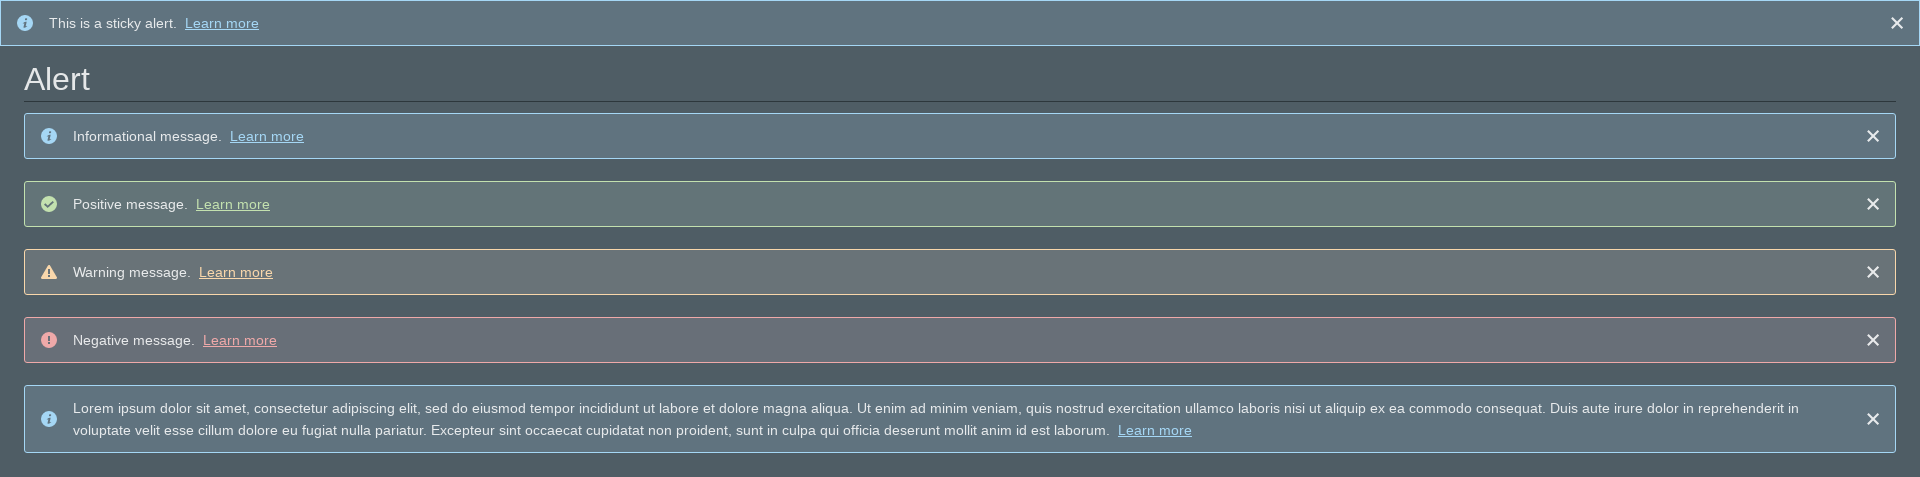 This is a sticky alert. Learn more
Alert
Informational message. Learn more
Positive message. Learn more
Warning message. Learn more
Negative message. Learn more
Lorem ipsum dolor sit amet, consectetur adipiscing elit, sed do eiusmod tempor incididunt ut labore et dolore magna aliqua. Ut enim ad minim veniam, quis nostrud exercitation ullamco laboris nisi ut aliquip ex ea commodo consequat. Duis aute irure dolor in reprehenderit in
voluptate velit esse cillum dolore eu fugiat nulla pariatur. Excepteur sint occaecat cupidatat non proident, sunt in culpa qui officia deserunt mollit anim id est laborum. Learn more